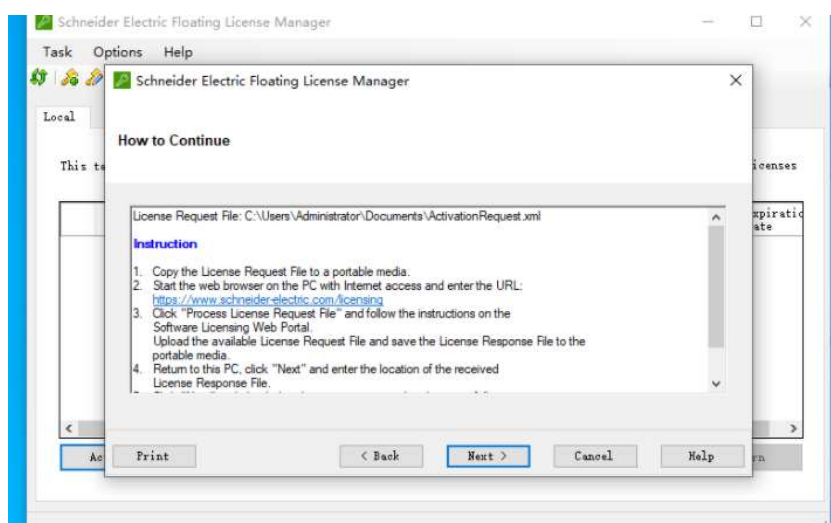 Schneider Electric Floating License Manager
Task Options Help
Schneider Electric Floating License Manager
Local
How to Continue
This
icenses
License Request File: C:\Users\Administrator\Documents\ActivationRequest.xml
Instruction
1. Copy the License Request File to a portable media.
2. Start the web browser on the PC with Internet access and enter the URL:
https://www.schneider-electric.com/licensing
3. Click "Process License Request File" and follow the instructions on the
Software Licensing Web Portal.
Upload the available License Request File and save the License Response File to the
portable media.
4. Return to this PC, click "Next" and enter the location of the received
License Response File.
Print
< Back
Next >
Cancel
Help